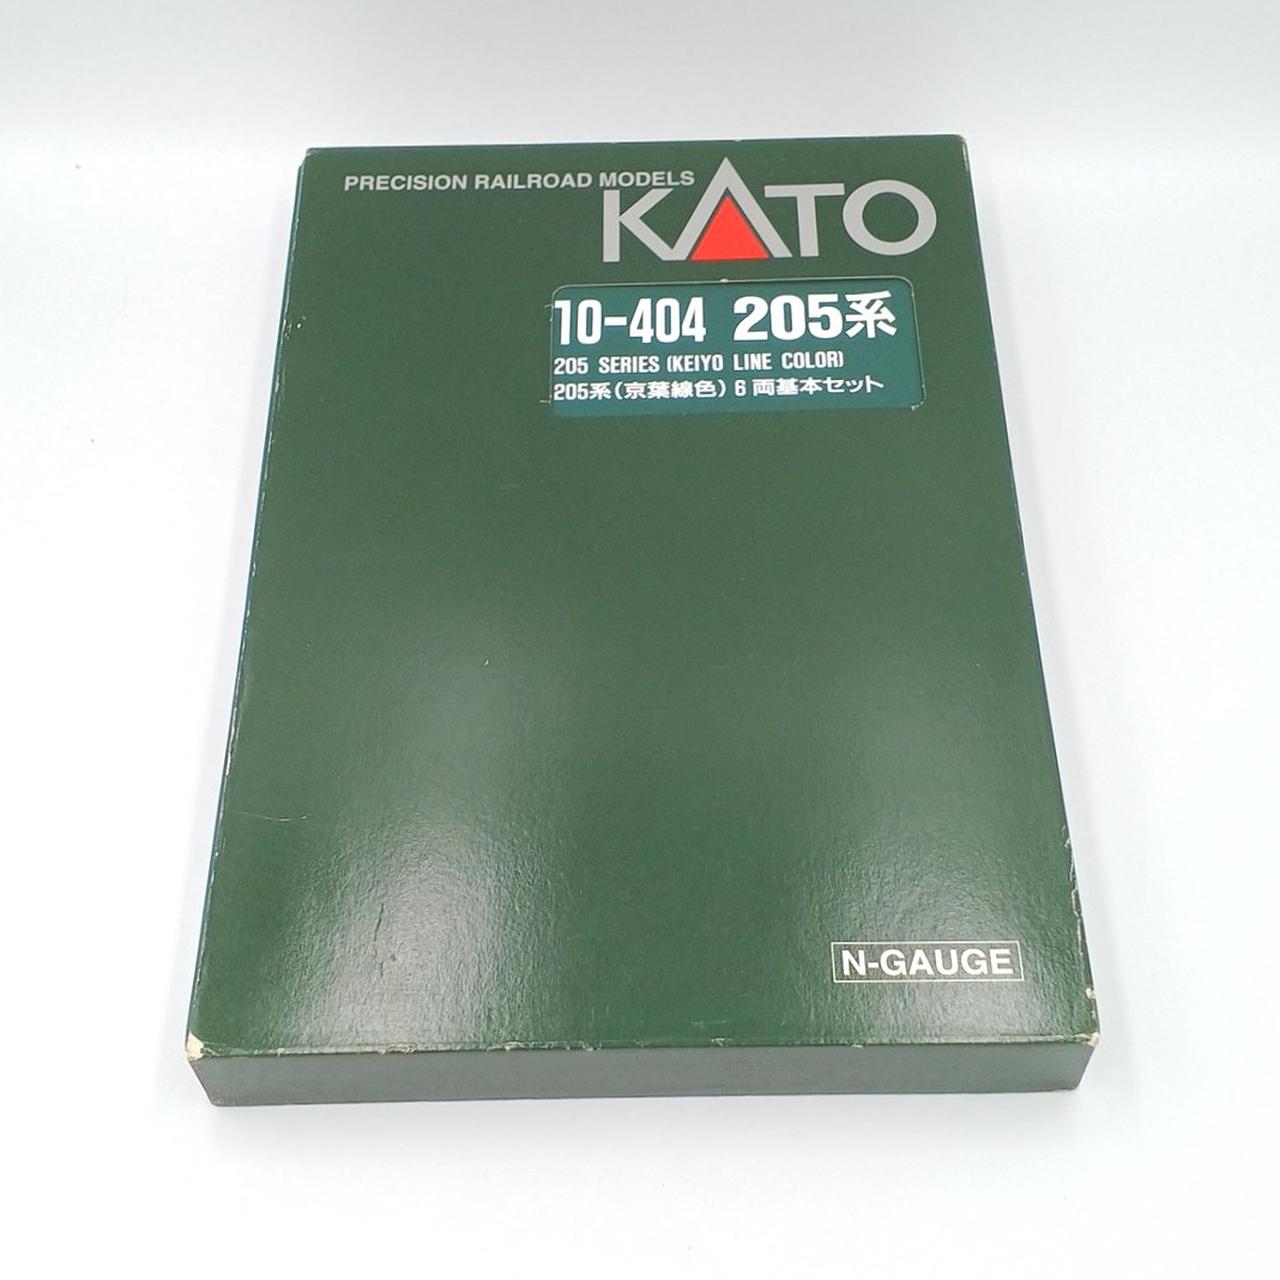 PRECISION RAILROAD MODELS
KATO
10-404 205系
205 SERIES (KEIYO LINE COLOR)
205系(京葉線色)6両基本セット
N-GAUGE